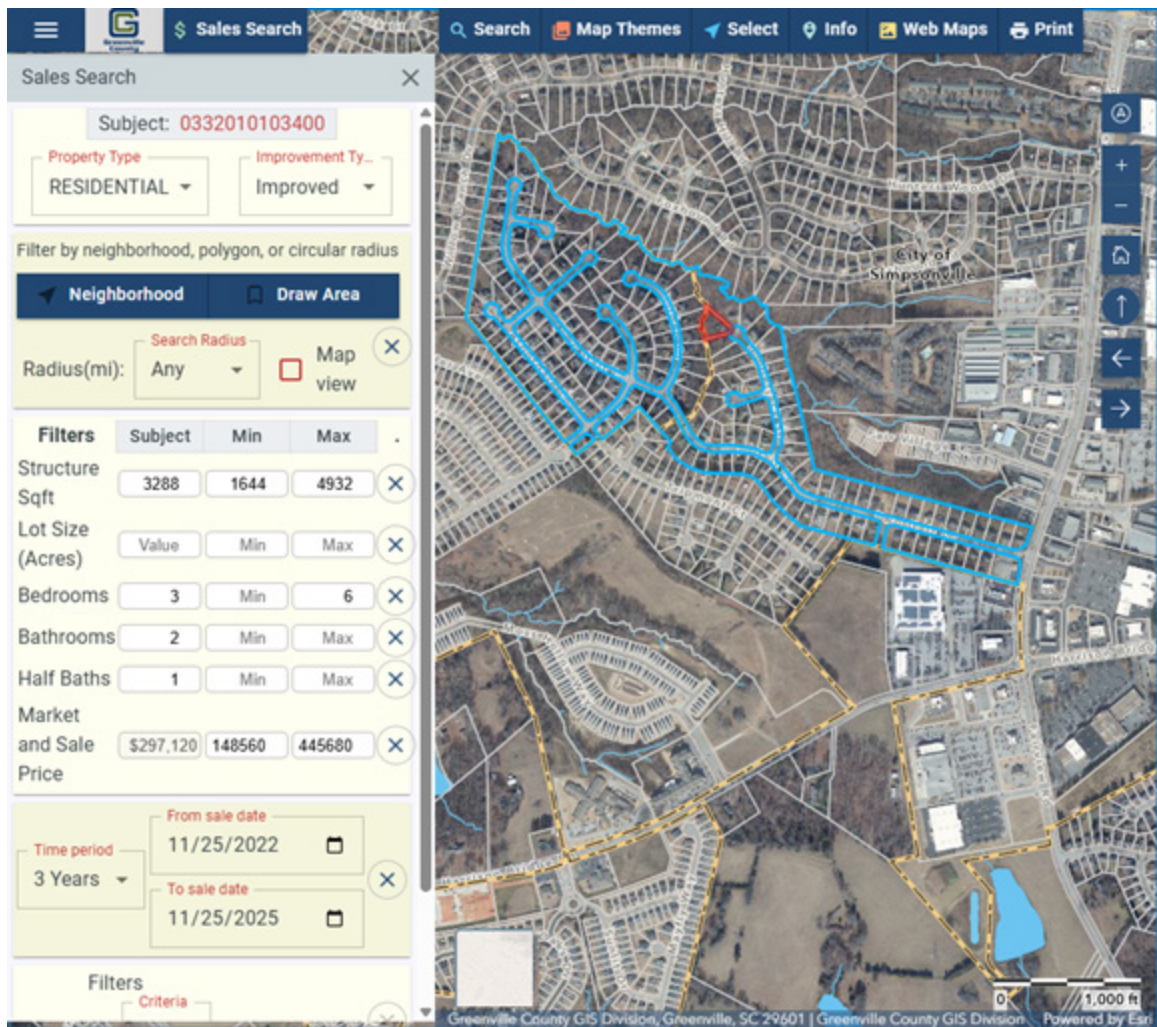 Greenville
County
$ Sales Search
Search
Map Themes
Select
Info
Web Maps
Print
Sales Search
Subject: 0332010103400
Property Type
RESIDENTIAL
Improvement Ty...
Improved
Filter by neighborhood, polygon, or circular radius
Neighborhood
Draw Area
Radius(mi):
Search Radius
Any
Map
view
Filters Subject Min Max .
Structure
Sqft
3288 1644 4932
Lot Size
(Acres)
Value Min Max
Bedrooms 3 Min 6
Bathrooms 2 Min Max
Half Baths 1 Min Max
Market
and Sale
Price
$297,120 148560 445680
Time period
3 Years
From sale date
11/25/2022
To sale date
11/25/2025
Filters
Criteria
City of
Simpsonville
A
0 1,000 ft
Greenville County GIS Division, Greenville, SC 29601 | Greenville County GIS Division Powered by Esri